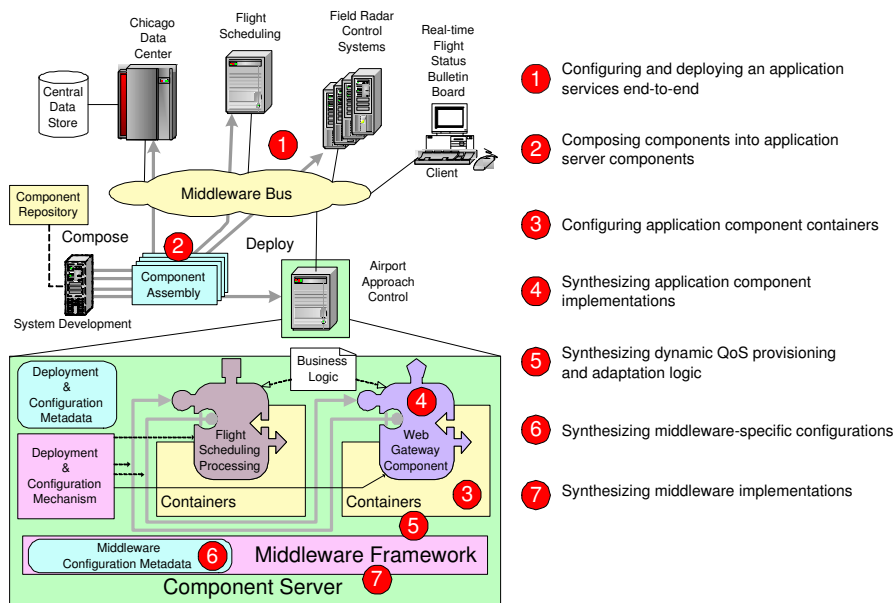 Chicago
Data
Center
Flight
Scheduling
Field Radar
Control
Systems
Real-time
Flight
Status
Bulletin
Board
Central
Data
Store
1
Client
Middleware Bus
Component
Repository
Compose
2
Deploy
Component
Assembly
Airport
Approach
Control
System Development
Deployment
&
Configuration
Metadata
Business
Logic
4
Flight
Scheduling
Processing
Web
Gateway
Component
Deployment
&
Configuration
Mechanism
Containers
Containers
3
5
Middleware
Configuration Metadata
6
Middleware Framework
7
Component Server
1
Configuring and deploying an application
services end-to-end
2
Composing components into application
server components
3
Configuring application component containers
4
Synthesizing application component
implementations
5
Synthesizing dynamic QoS provisioning
and adaptation logic
6
Synthesizing middleware-specific configurations
7
Synthesizing middleware implementations